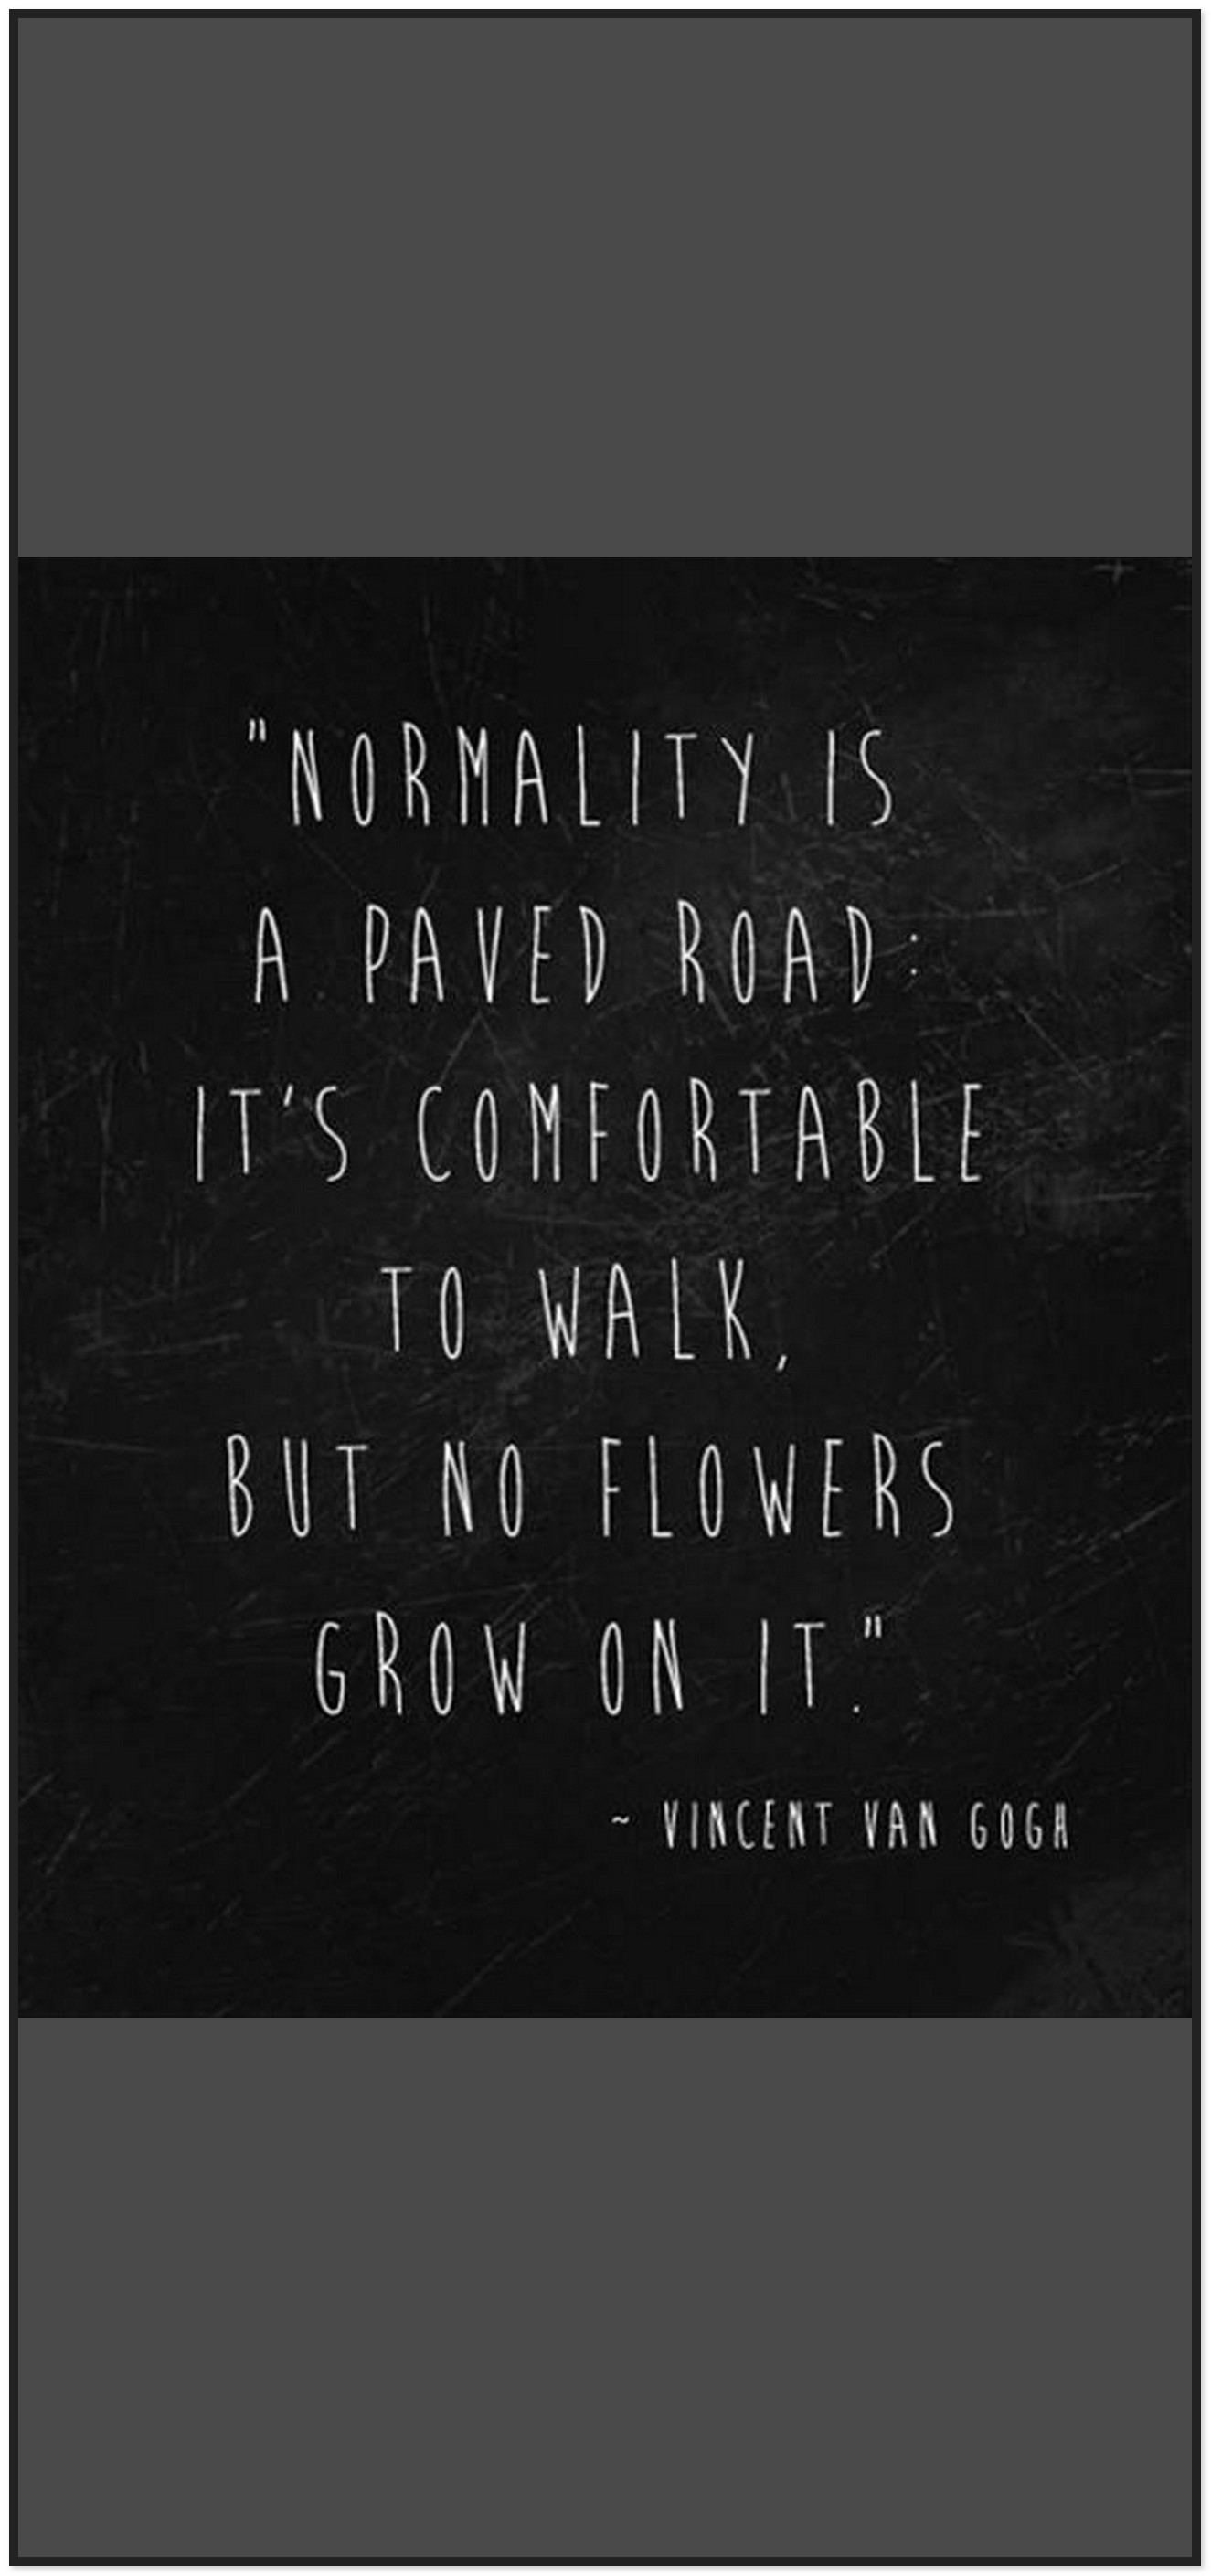 "NORMALITY IS
A PAVED ROAD:
IT'S COMFORTABLE
TO WALK,
BUT NO FLOWERS
GROW ON IT."
~ VINCENT VAN GOGH